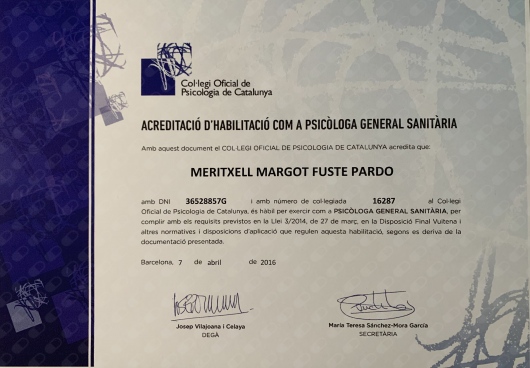 Col·legi Oficial de
Psicologia de Catalunya
ACREDITACIÓ D'HABILITACIÓ COM A PSICÒLOGA GENERAL SANITÀRIA
Amb aquest document el COL·LEGI OFICIAL DE PSICOLOGIA DE CATALUNYA acredita que:
MERITXELL MARGOT FUSTE PARDO
amb DNI 36528857G i amb número de col·legiada 16287 al Col·legi
Oficial de Psicologia de Catalunya, és hàbil per exercir com a PSICÒLOGA GENERAL SANITÀRIA, per
complir amb els requisits previstos en la Llei 3/2014, de 27 de març, en la Disposició Final Vuitena i
altres normatives i disposicions d'aplicació que regulen aquesta habilitació, segons es deriva de la
documentació presentada.
Barcelona, 7 de abril de 2016
Josep Vilajoana i Celaya
DEGÀ
Maria Teresa Sánchez-Mora García
SECRETÀRIA